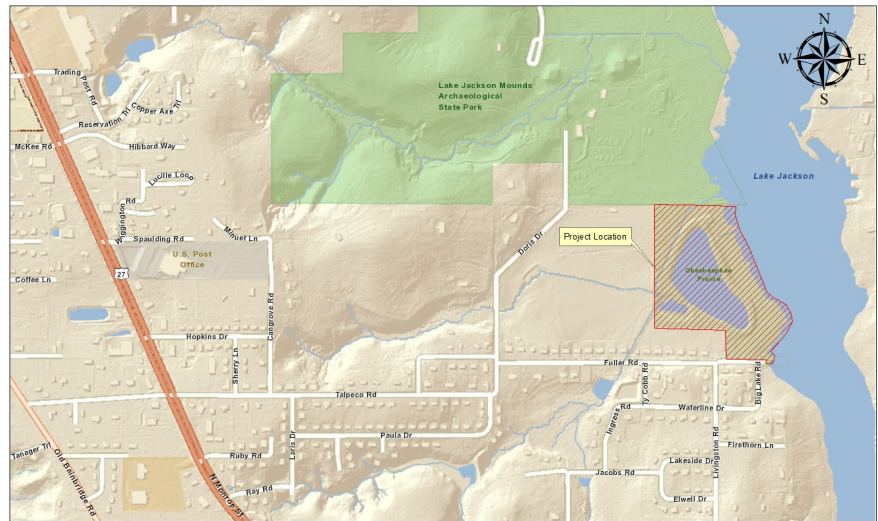 N
W E
S
Lake Jackson Mounds
Archaeological
State Park
Lake Jackson
Trading
Post Rd
Copper Axe Trl
Reservation Trl
McKee Rd
Hibbard Way
Lucille Loop
Wiggington Rd
Minuet Ln
Spaulding Rd
U.S. Post
Office
27
Coffee Ln
Doris Dr
Project Location
Okeeheepkee
Prairie
Cangrove Rd
Hopkins Dr
Sherry Ln
Fuller Rd
Talpeco Rd
Ty Cobb Rd
Big Lake Rd
Waterline Dr
Ingress Rd
Laris Dr
Paula Dr
Livingston Rd
Firethorn Ln
Tanager Trl
Old Bainbridge Rd
Ruby Rd
N Monroe St
Ray Rd
Jacobs Rd
Lakeside Dr
Elwell Dr